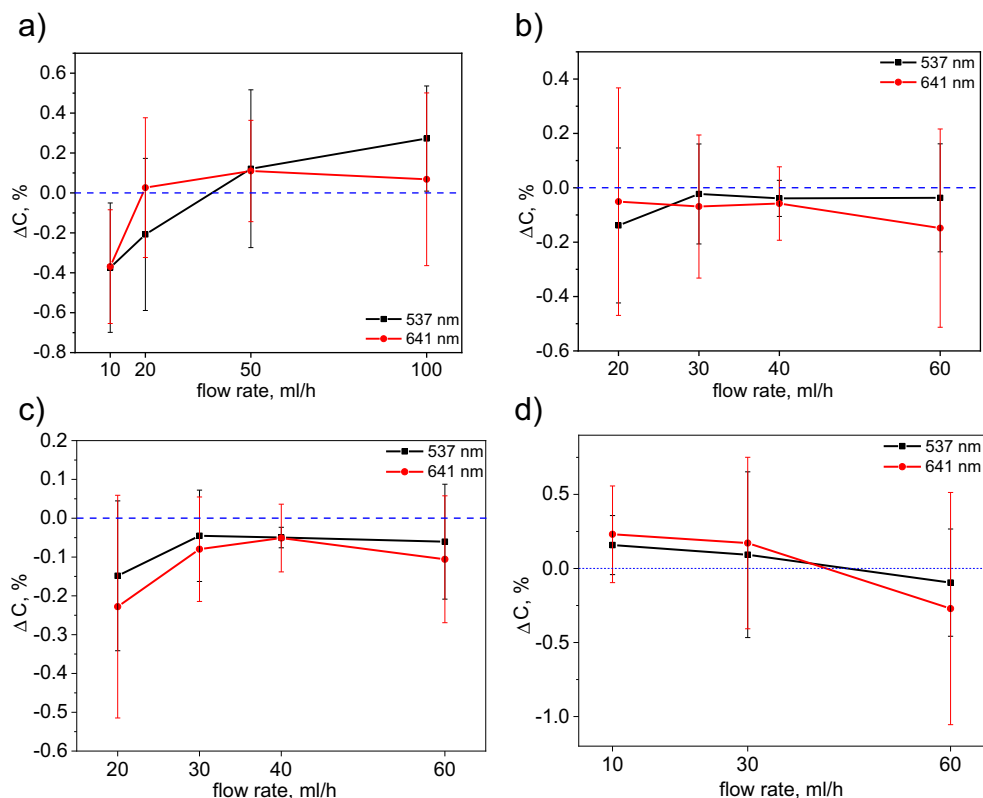 a)
0.6
0.4
0.2
0.0
-0.2
-0.4
-0.6
-0.8
ΔC, %
537 nm
641 nm
10 20 50 100
flow rate, ml/h
b)
0.4
0.2
0.0
-0.2
-0.4
-0.6
ΔC, %
537 nm
641 nm
20 30 40 60
flow rate, ml/h
c)
0.2
0.1
0.0
-0.1
-0.2
-0.3
-0.4
-0.5
-0.6
ΔC, %
537 nm
641 nm
20 30 40 60
flow rate, ml/h
d)
0.5
0.0
-0.5
-1.0
ΔC, %
537 nm
641 nm
10 30 60
flow rate, ml/h